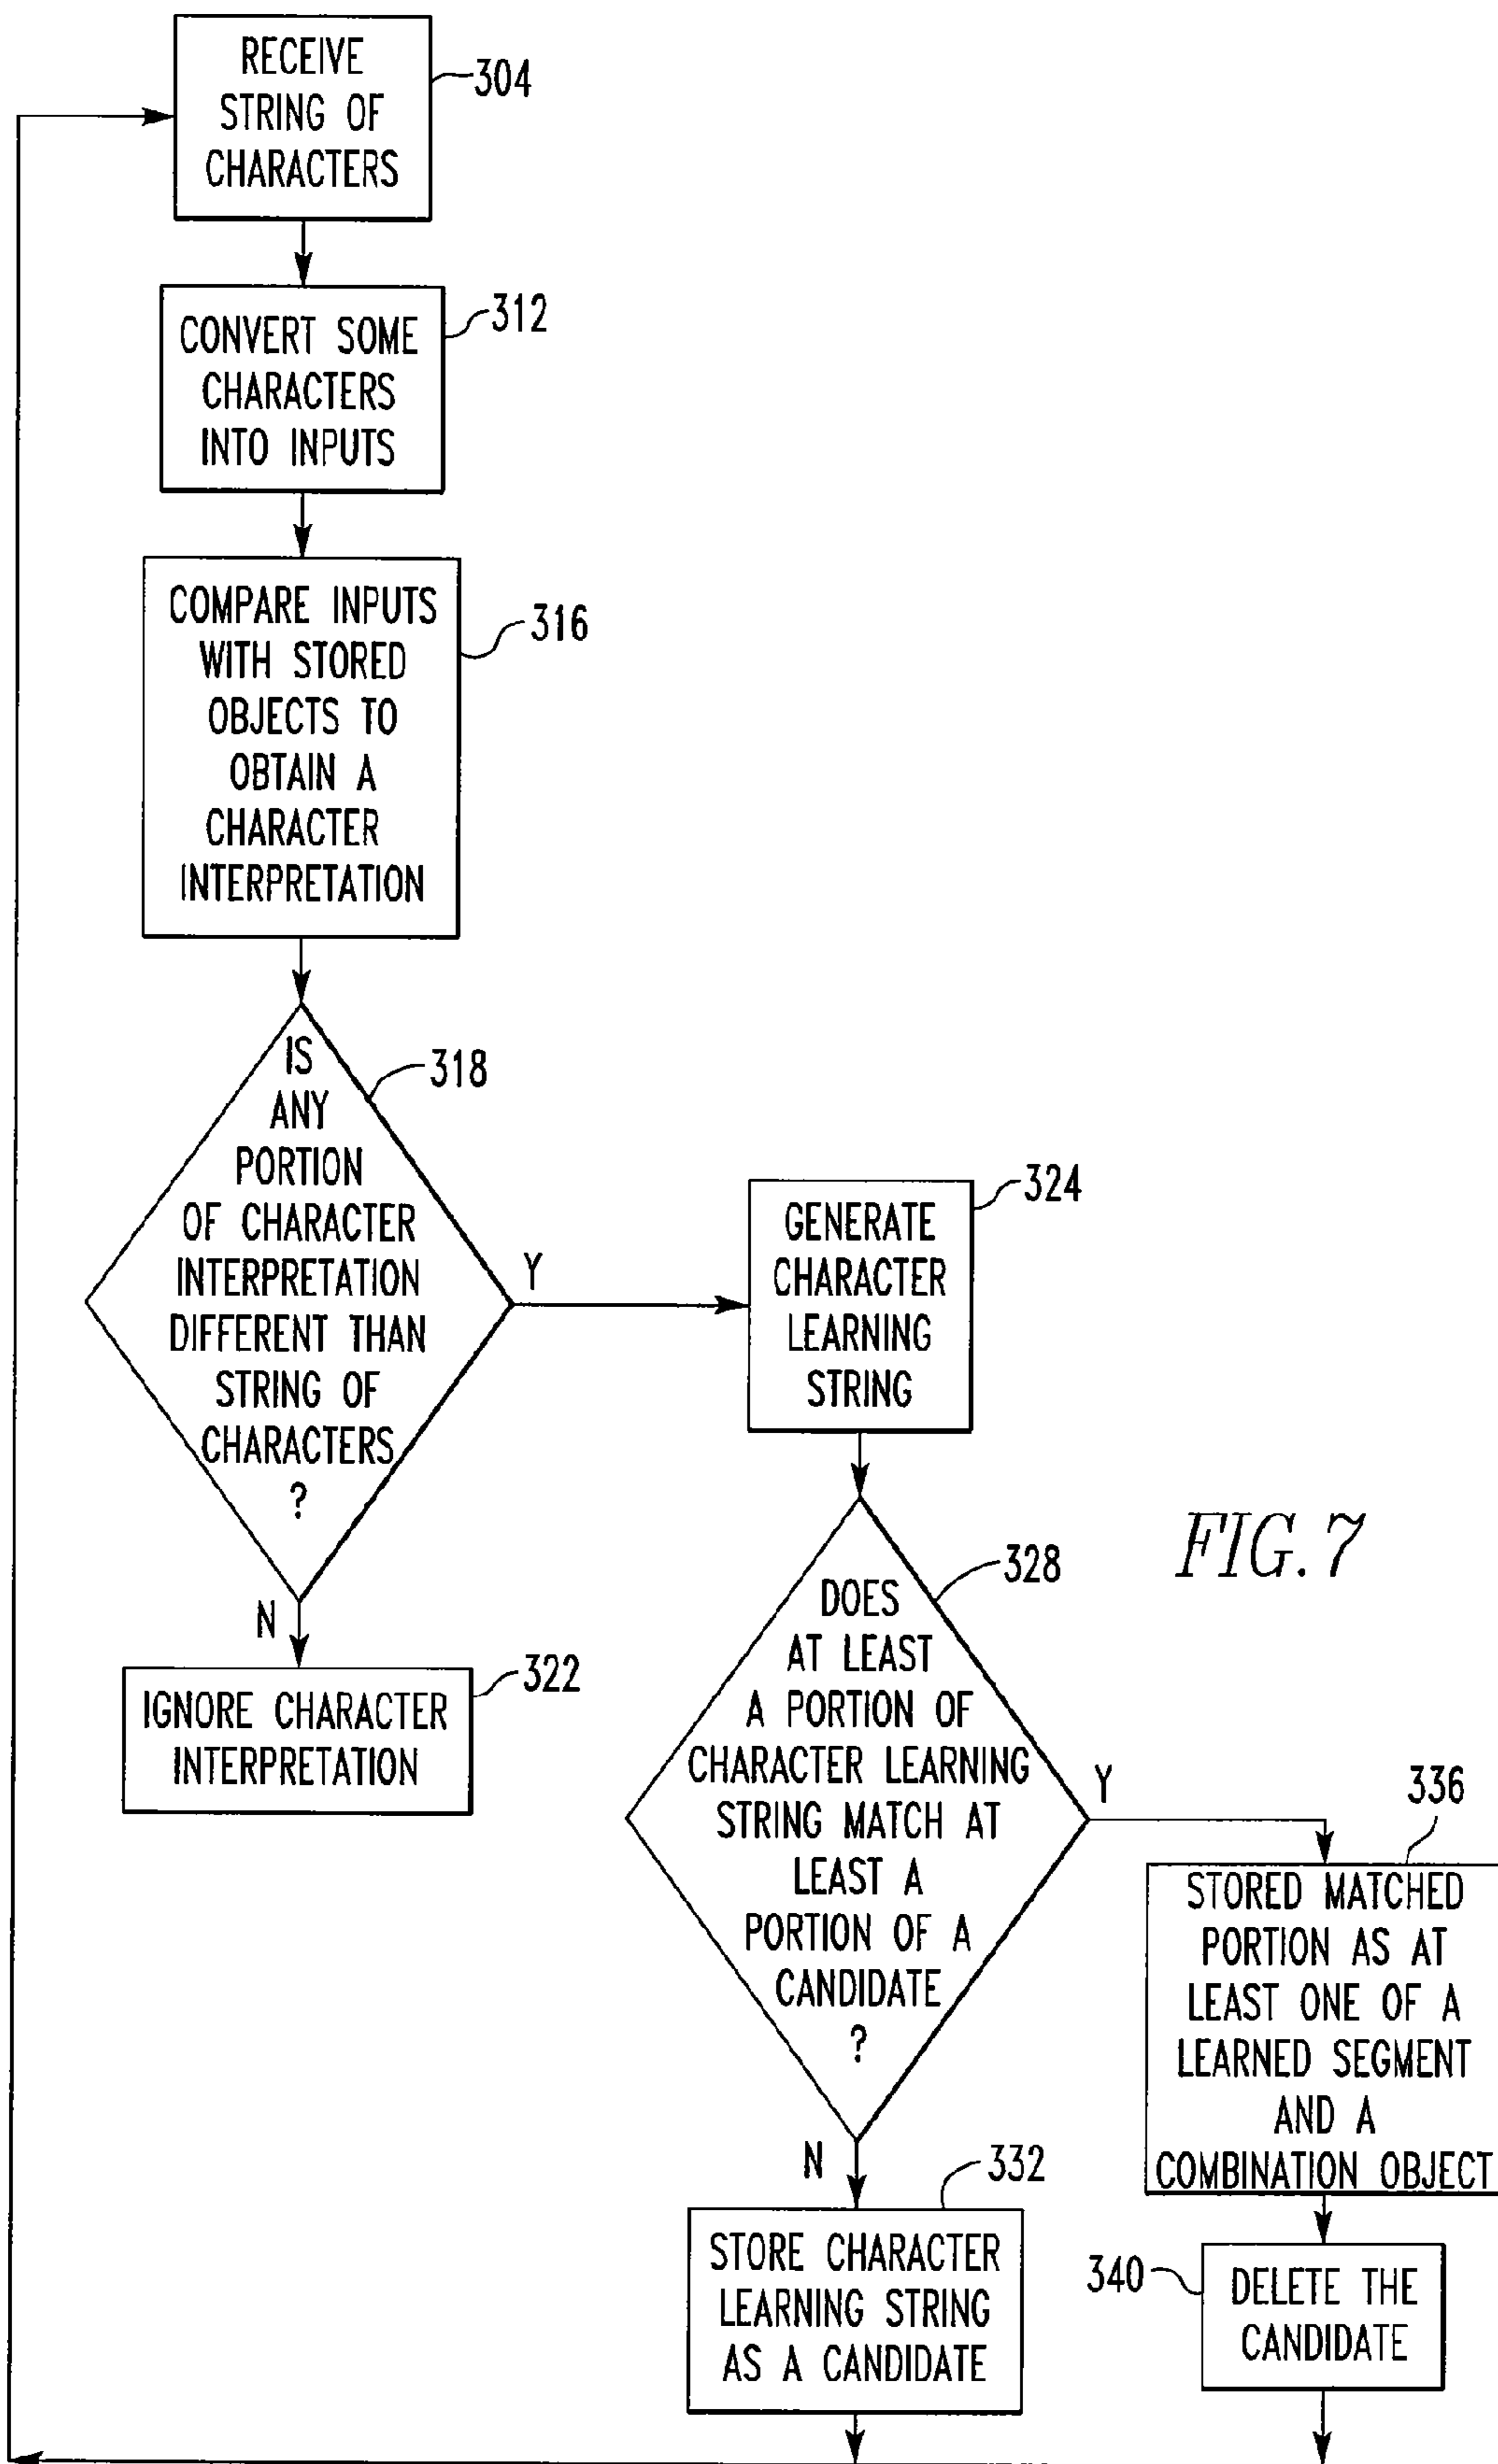 RECEIVE
STRING OF
CHARACTERS
304
CONVERT SOME
CHARACTERS
INTO INPUTS
312
COMPARE INPUTS
WITH STORED
OBJECTS TO
OBTAIN A
CHARACTER
INTERPRETATION
316
IS
ANY
PORTION
OF CHARACTER
INTERPRETATION
DIFFERENT THAN
STRING OF
CHARACTERS
?
318
Y
N
IGNORE CHARACTER
INTERPRETATION
322
GENERATE
CHARACTER
LEARNING
STRING
324
DOES
AT LEAST
A PORTION OF
CHARACTER LEARNING
STRING MATCH AT
LEAST A
PORTION OF A
CANDIDATE
?
328
Y
N
STORE CHARACTER
LEARNING STRING
AS A CANDIDATE
332
STORED MATCHED
PORTION AS AT
LEAST ONE OF A
LEARNED SEGMENT
AND A
COMBINATION OBJECT
336
DELETE THE
CANDIDATE
340
FIG. 7